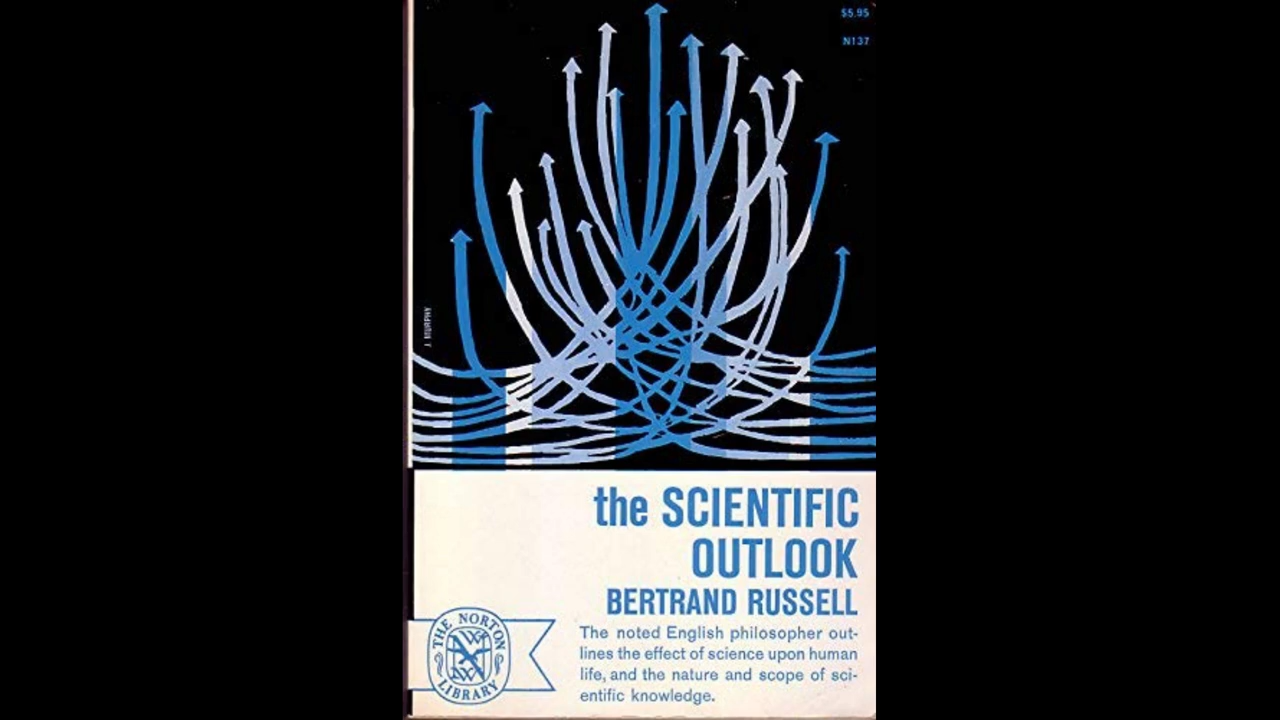 $5.95
N137
J. MURPHY
the SCIENTIFIC
OUTLOOK
BERTRAND RUSSELL
The noted English philosopher out-
lines the effect of science upon human
life, and the nature and scope of sci-
entific knowledge.
THE NORTON
LIBRARY